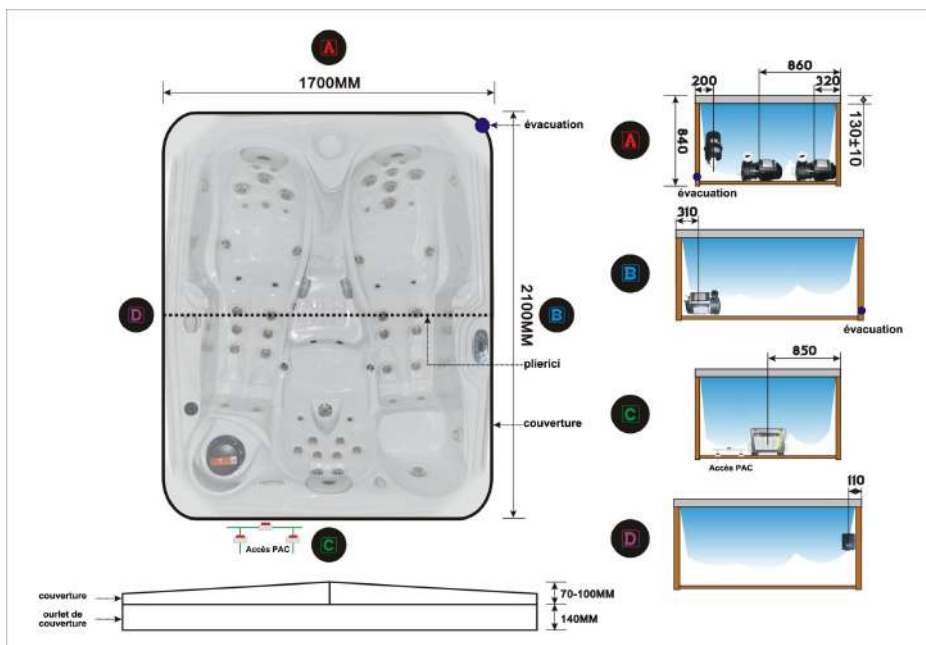 A
1700MM
évacuation
2100MM
D
B
plierici
couverture
Accès PAC
C
couverture
ourlet de
couverture
70-100MM
140MM
A
860
200
320
840
130±10
évacuation
B
310
évacuation
C
850
Accès PAC
D
110